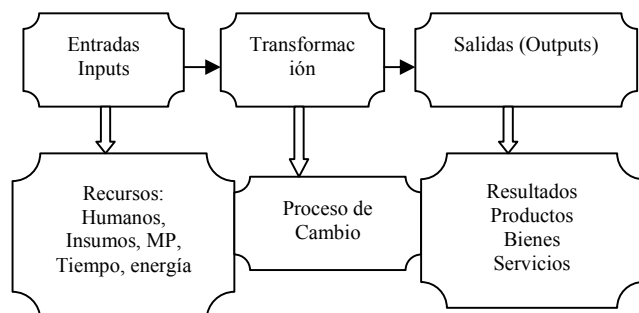 Entradas
Inputs
Transformac
ión
Salidas (Outputs)
Recursos:
Humanos,
Insumos, MP,
Tiempo, energía
Proceso de
Cambio
Resultados
Productos
Bienes
Servicios